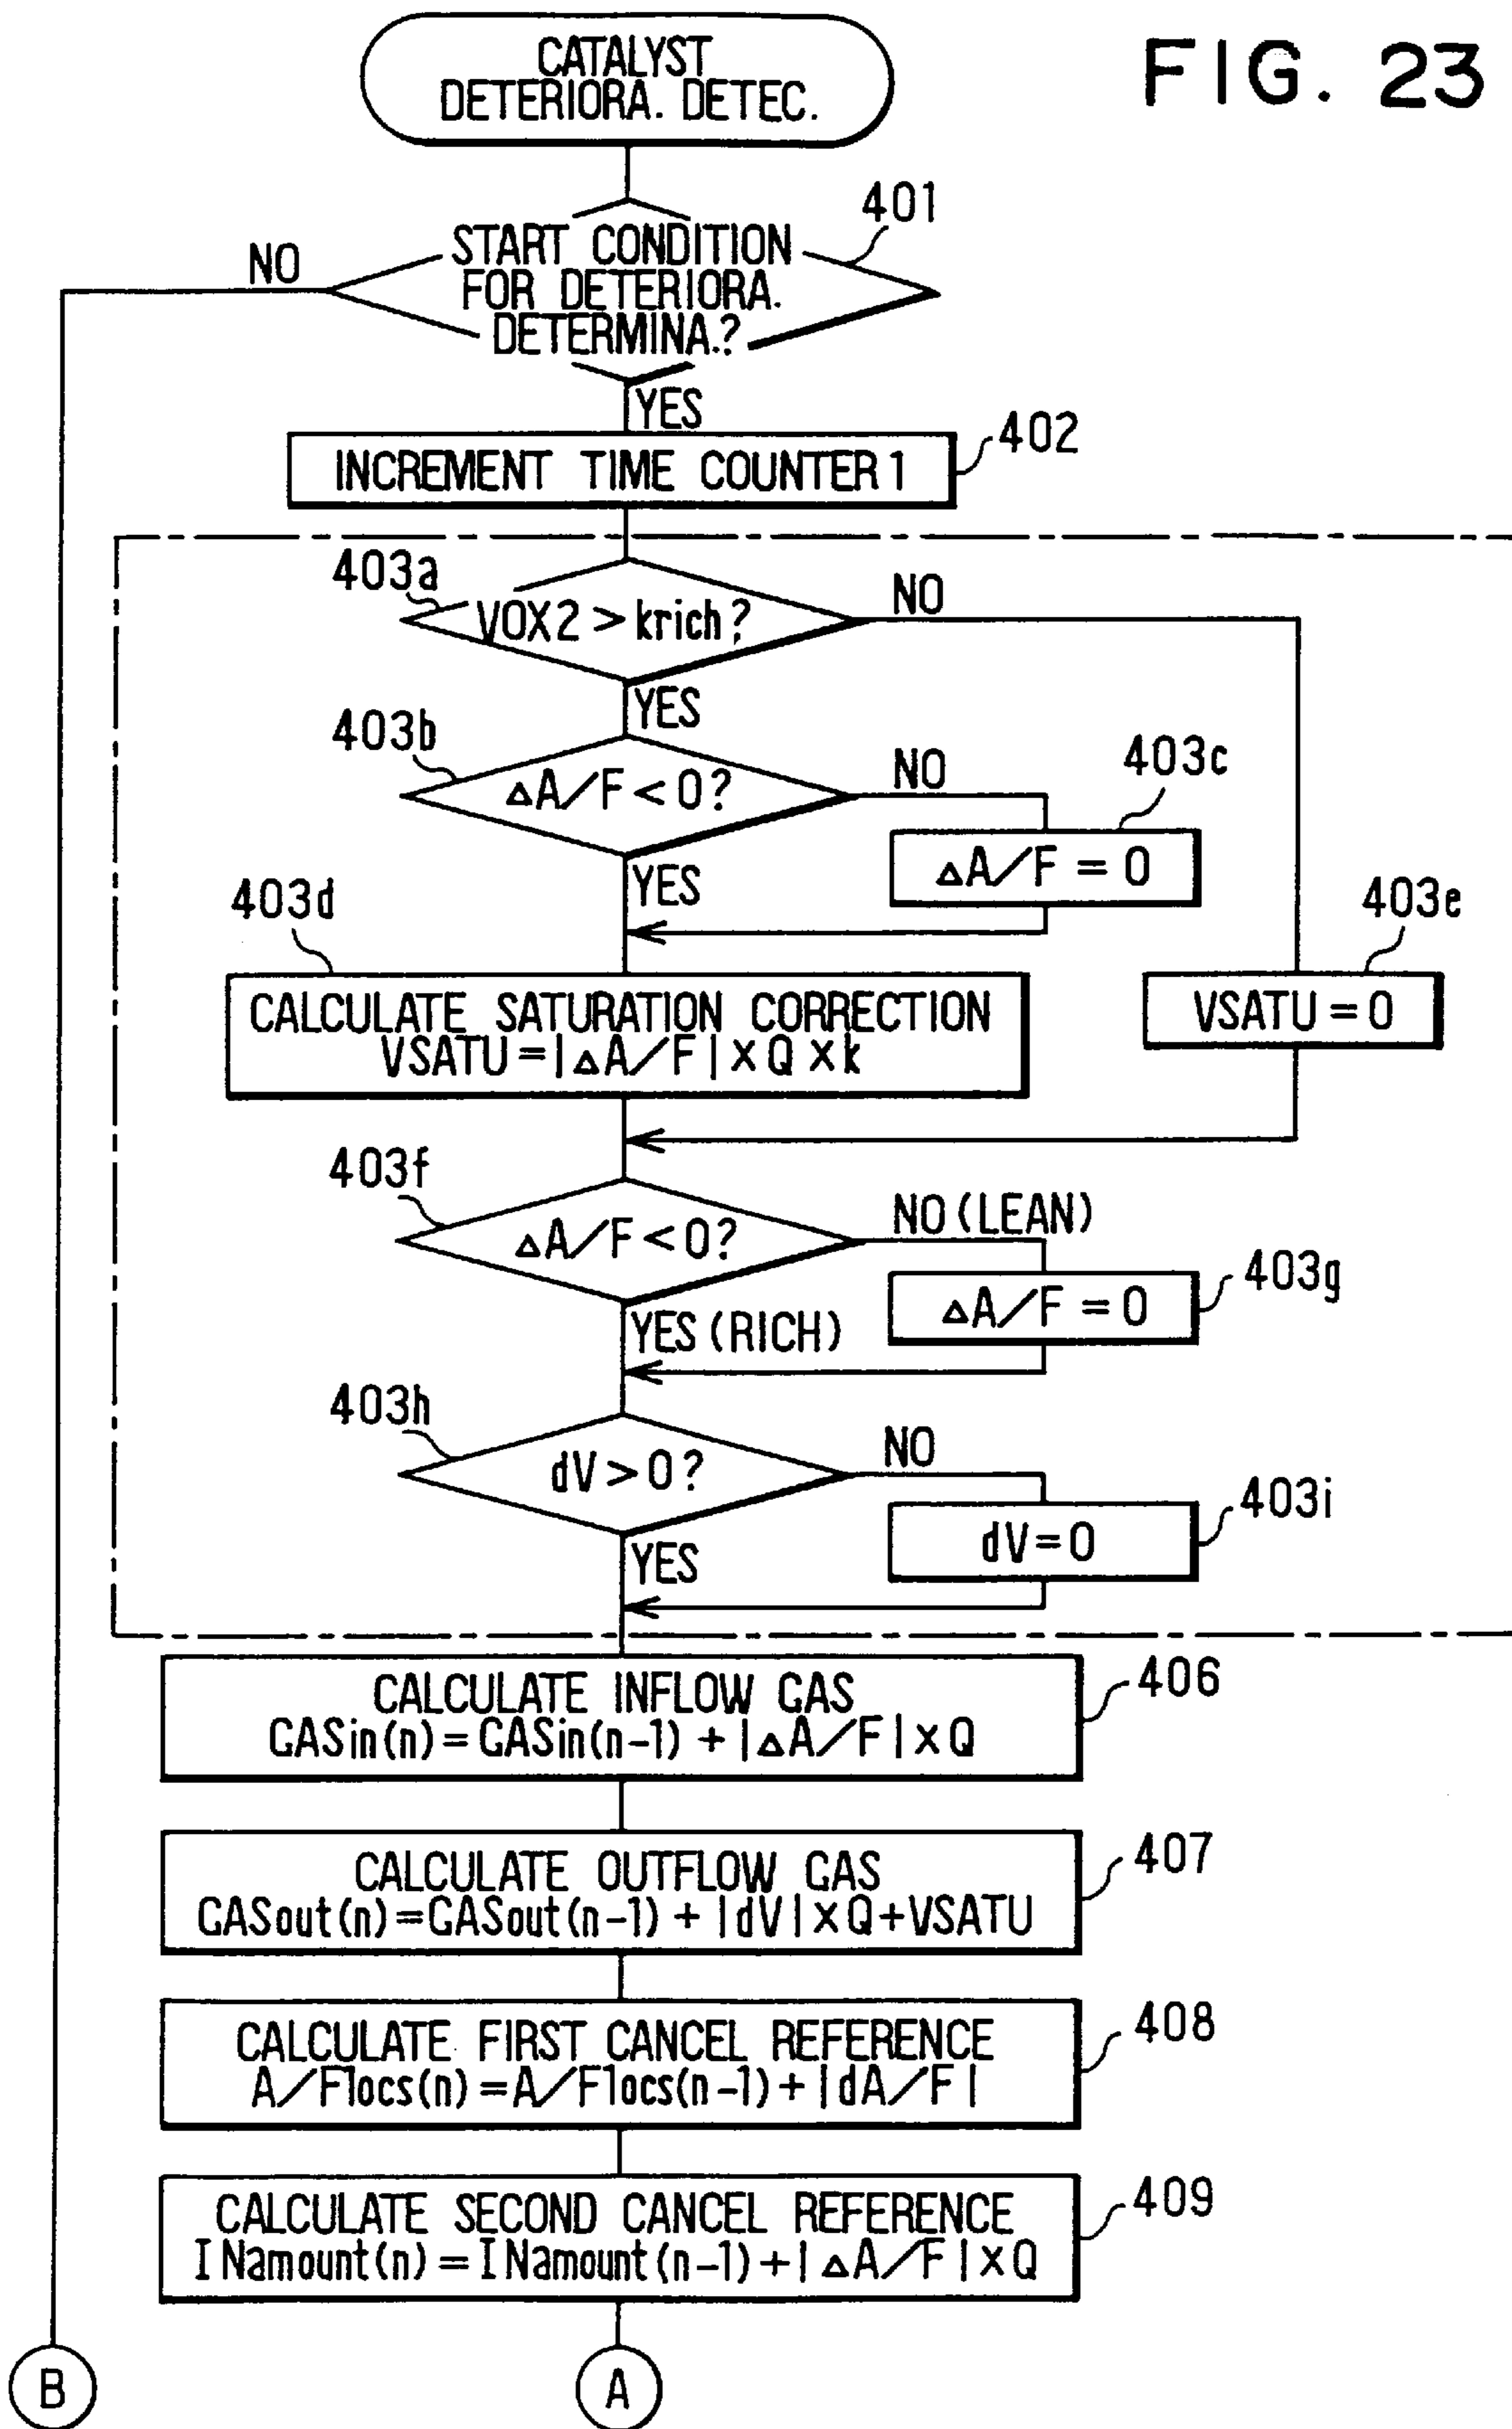 FIG. 23
CATALYST
DETERIORA. DETEC.
401
START CONDITION
FOR DETERIORA.
DETERMINA.?
NO
YES
402
INCREMENT TIME COUNTER 1
403a
VOX2 > krich?
NO
YES
403b
ΔA/F < 0?
NO
403c
ΔA/F = 0
YES
403d
403e
CALCULATE SATURATION CORRECTION
VSATU = |ΔA/F| × Q × k
VSATU = 0
403f
ΔA/F < 0?
NO (LEAN)
403g
ΔA/F = 0
YES (RICH)
403h
dV > 0?
NO
403i
dV = 0
YES
406
CALCULATE INFLOW GAS
GASin(n) = GASin(n-1) + |ΔA/F| × Q
407
CALCULATE OUTFLOW GAS
GASout(n) = GASout(n-1) + |dV| × Q + VSATU
408
CALCULATE FIRST CANCEL REFERENCE
A/Flocs(n) = A/Flocs(n-1) + |dA/F|
409
CALCULATE SECOND CANCEL REFERENCE
INamount(n) = INamount(n-1) + |ΔA/F| × Q
B
A